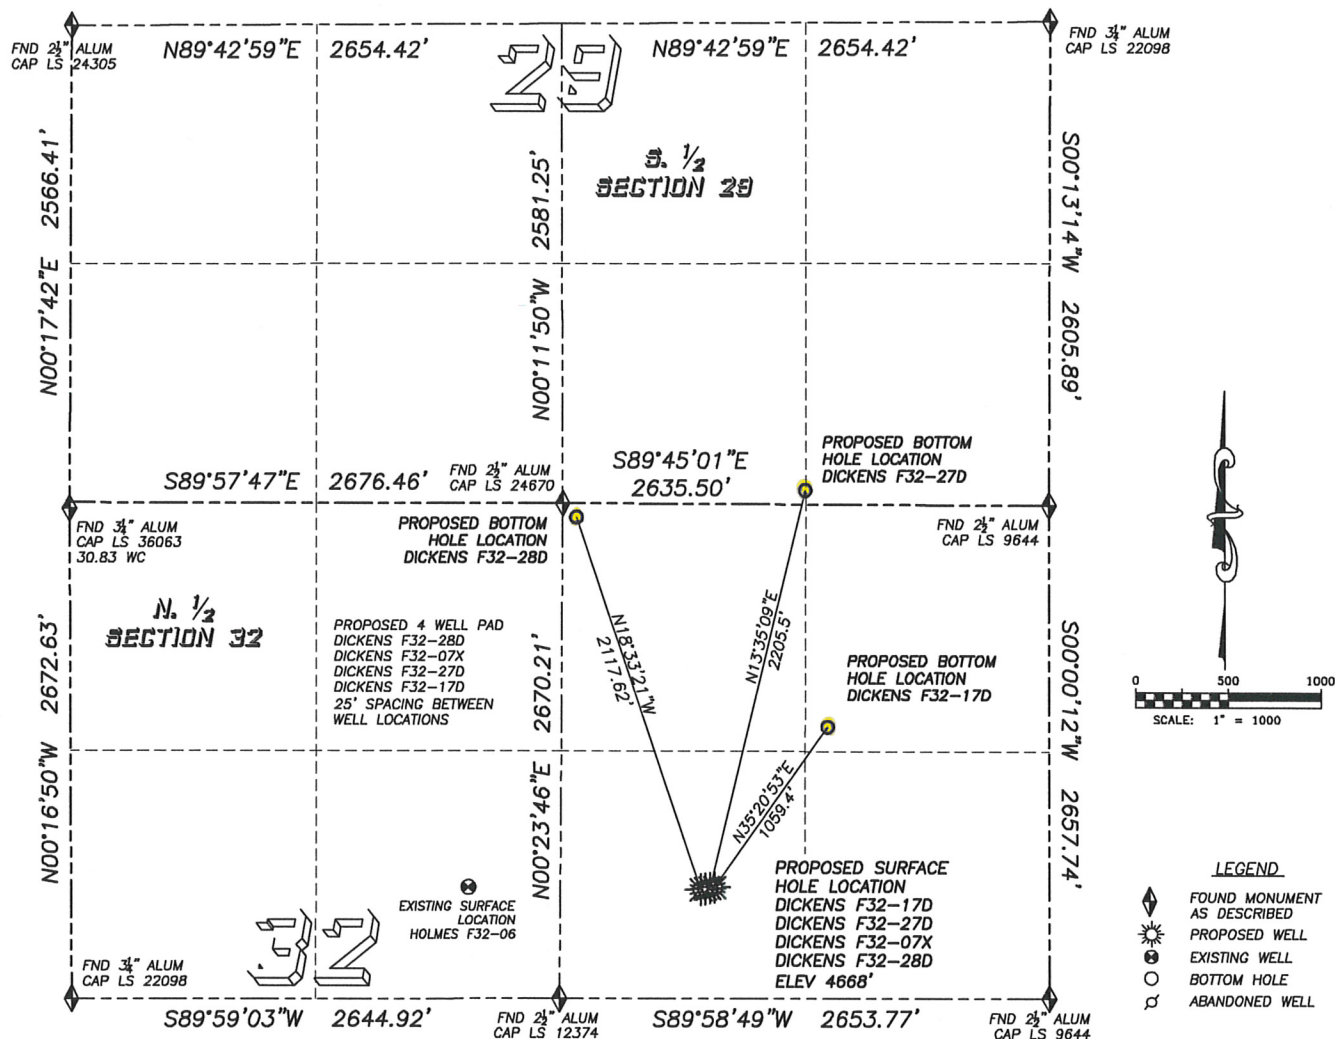 FND 2½" ALUM
CAP LS 24305
N89°42'59"E 2654.42'
29
N89°42'59"E 2654.42'
FND 3¼" ALUM
CAP LS 22098
N00°17'42"E 2566.41'
N00°11'50"W 2581.25'
S. ½
SECTION 29
S00°13'14"W 2605.89'
S89°57'47"E 2676.46'
FND 2½" ALUM
CAP LS 24670
S89°45'01"E
2635.50'
PROPOSED BOTTOM
HOLE LOCATION
DICKENS F32-27D
FND 3¼" ALUM
CAP LS 36063
30.83 WC
PROPOSED BOTTOM
HOLE LOCATION
DICKENS F32-28D
FND 2½" ALUM
CAP LS 9644
N. ½
SECTION 32
PROPOSED 4 WELL PAD
DICKENS F32-28D
DICKENS F32-07X
DICKENS F32-27D
DICKENS F32-17D
25' SPACING BETWEEN
WELL LOCATIONS
N00°16'50"W 2672.63'
N00°23'46"E 2670.21'
N18°33'21"W
2117.62'
N13°35'09"E
2205.5'
PROPOSED BOTTOM
HOLE LOCATION
DICKENS F32-17D
N35°20'53"E
1059.4'
S00°00'12"W 2657.74'
0 500 1000
SCALE: 1" = 1000
EXISTING SURFACE
LOCATION
HOLMES F32-06
32
PROPOSED SURFACE
HOLE LOCATION
DICKENS F32-17D
DICKENS F32-27D
DICKENS F32-07X
DICKENS F32-28D
ELEV 4668'
FND 3¼" ALUM
CAP LS 22098
S89°59'03"W 2644.92'
FND 2½" ALUM
CAP LS 12374
S89°58'49"W 2653.77'
FND 2½" ALUM
CAP LS 9644
LEGEND
FOUND MONUMENT
AS DESCRIBED
PROPOSED WELL
EXISTING WELL
BOTTOM HOLE
ABANDONED WELL